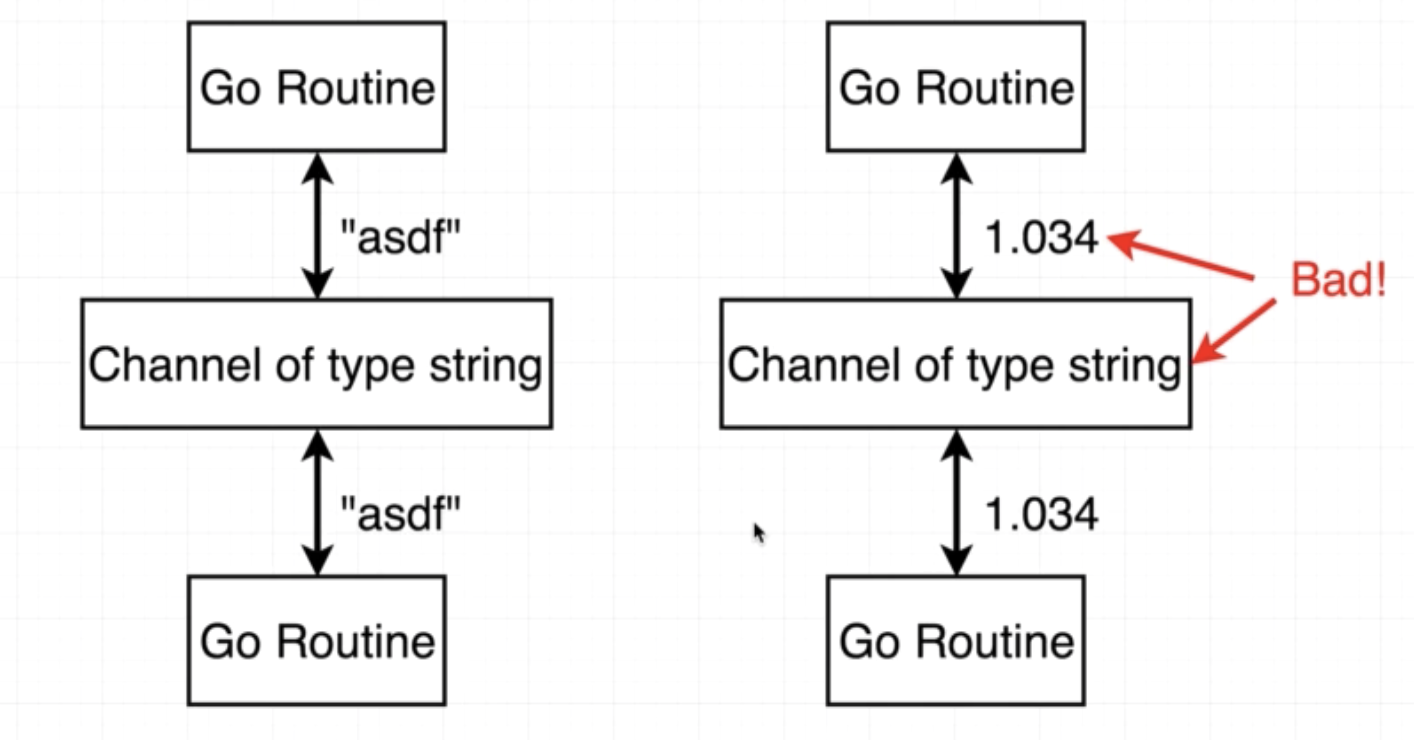 Go Routine
"asdf"
Channel of type string
"asdf"
Go Routine
Go Routine
1.034
Bad!
Channel of type string
1.034
Go Routine